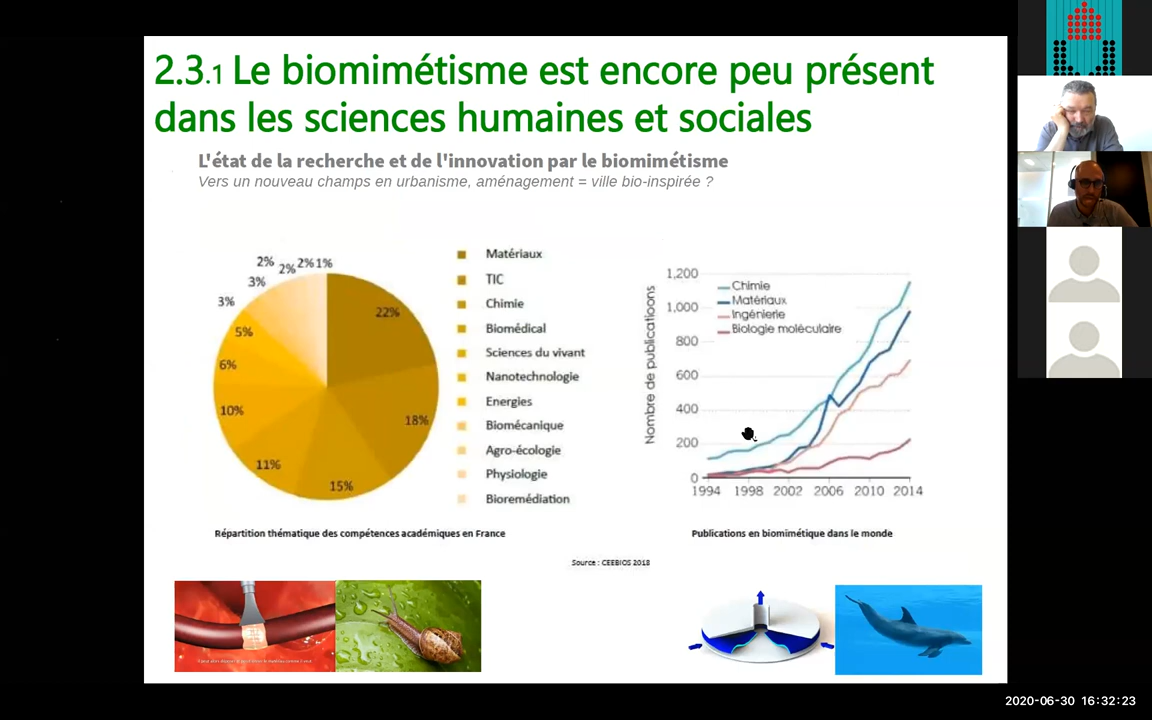 2.3.1 Le biomimétisme est encore peu présent
dans les sciences humaines et sociales
L'état de la recherche et de l'innovation par le biomimétisme
Vers un nouveau champs en urbanisme, aménagement = ville bio-inspirée ?
2% 2% 2% 1%
3%
3%
5%
6%
10%
11%
15%
18%
22%
Matériaux
TIC
Chimie
Biomédical
Sciences du vivant
Nanotechnologie
Energies
Biomécanique
Agro-écologie
Physiologie
Bioremédiation
Nombre de publications
1,200
1,000
800
600
400
200
0
Chimie
Matériaux
Ingénierie
Biologie moléculaire
1994 1998 2002 2006 2010 2014
Répartition thématique des compétences académiques en France
Publications en biomimétique dans le monde
Source : CEEBIOS 2018
2020-06-30 16:32:23